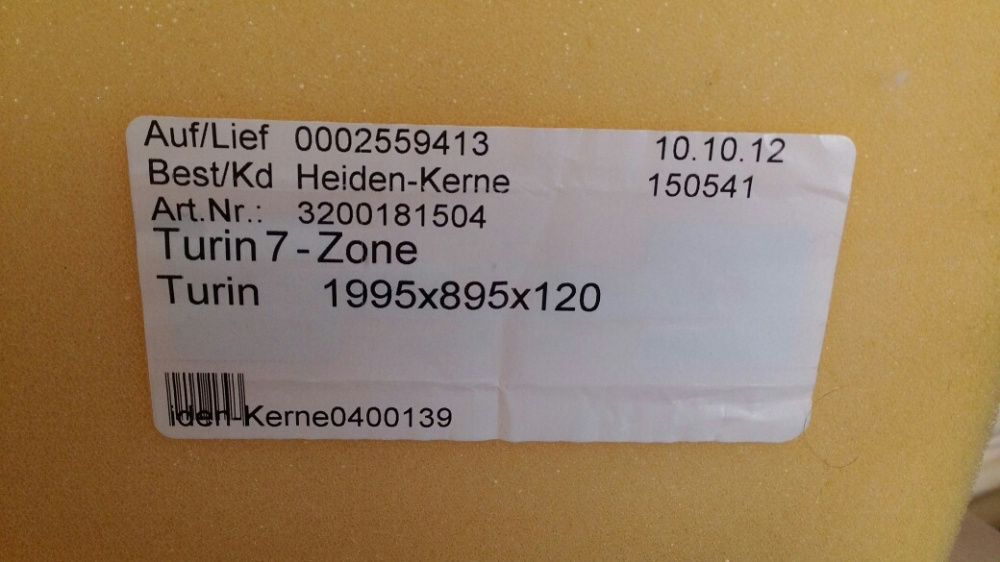 Auf/Lief 0002559413 10.10.12
Best/Kd Heiden-Kerne 150541
Art.Nr.: 3200181504
Turin 7 - Zone
Turin 1995x895x120
iden-Kerne0400139